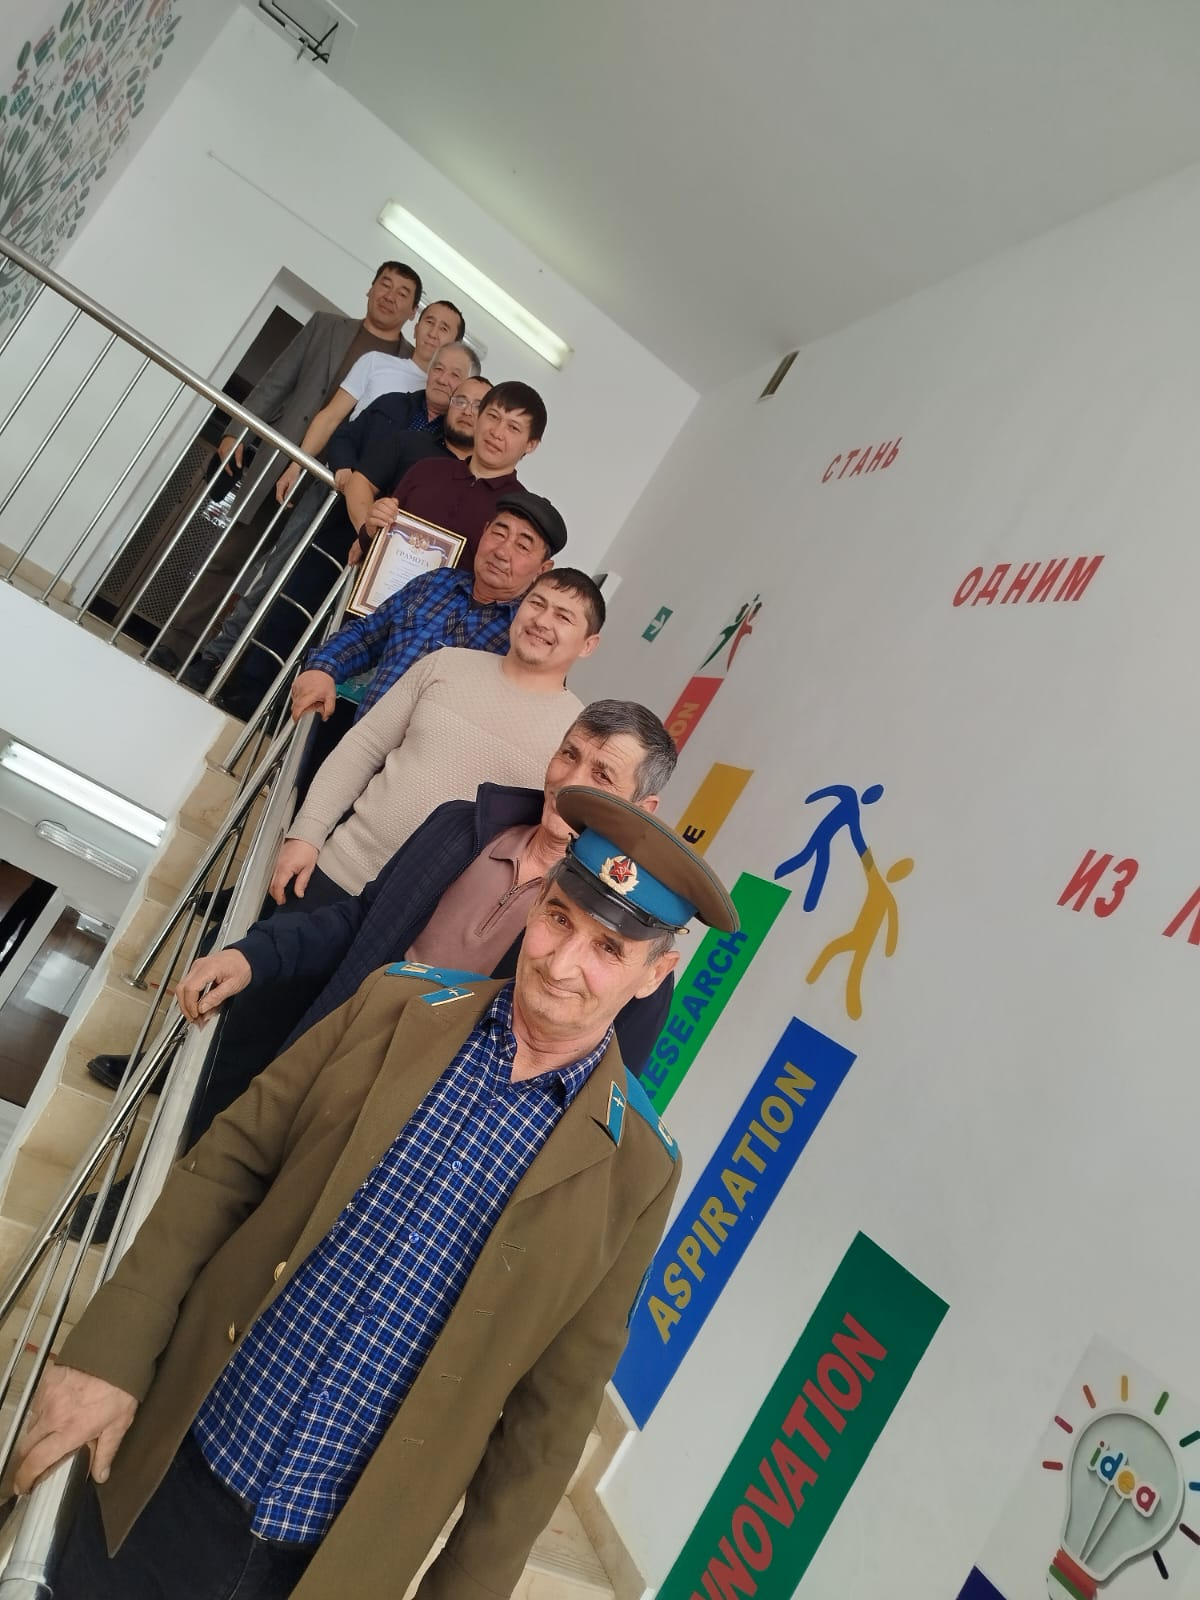 СТАНЬ
ОДНИМ
ИЗ
ГРАМОТА
RESEARCH
ASPIRATION
INNOVATION
idea